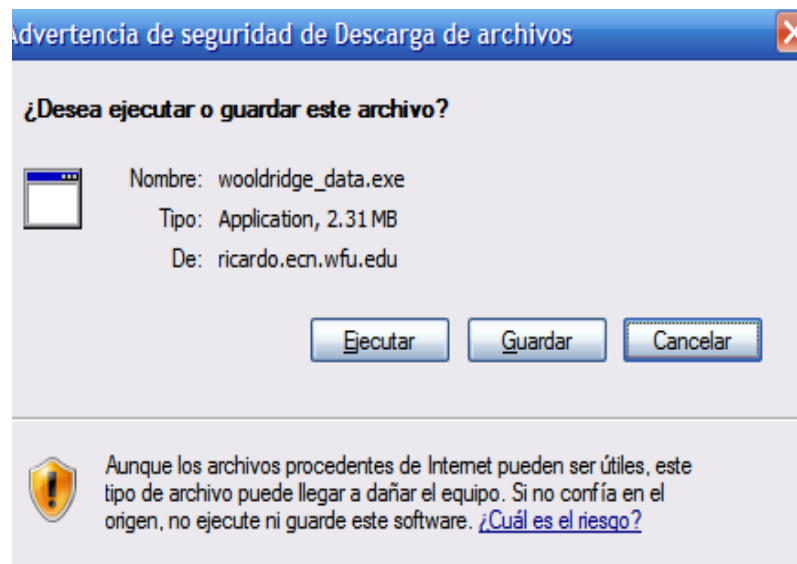 Advertencia de seguridad de Descarga de archivos
¿Desea ejecutar o guardar este archivo?
Nombre: wooldridge_data.exe
Tipo: Application, 2.31 MB
De: ricardo.ecn.wfu.edu
Ejecutar Guardar Cancelar
Aunque los archivos procedentes de Internet pueden ser útiles, este
tipo de archivo puede llegar a dañar el equipo. Si no confía en el
origen, no ejecute ni guarde este software. ¿Cuál es el riesgo?